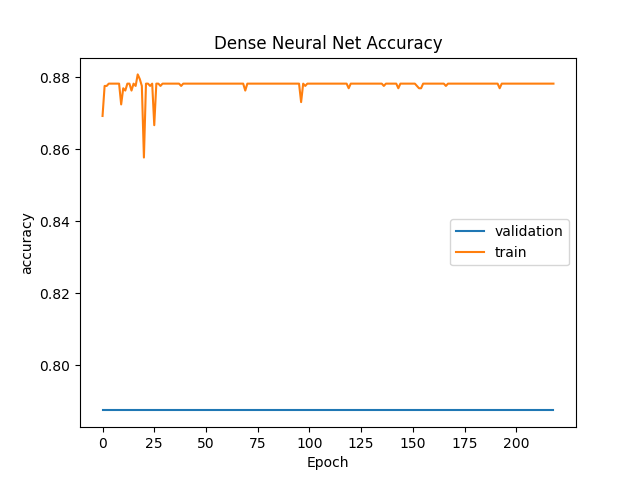 Dense Neural Net Accuracy
0.88
0.86
0.84
0.82
0.80
accuracy
validation
train
0 25 50 75 100 125 150 175 200
Epoch